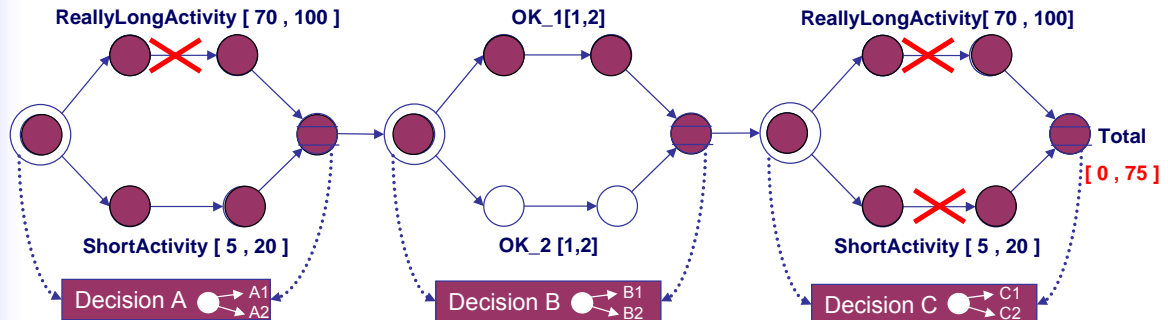 ReallyLongActivity [ 70 , 100 ]
OK_1[1,2]
ReallyLongActivity[ 70 , 100]
Total
[ 0 , 75 ]
ShortActivity [ 5 , 20 ]
OK_2 [1,2]
ShortActivity [ 5 , 20 ]
Decision A
A1
A2
Decision B
B1
B2
Decision C
C1
C2